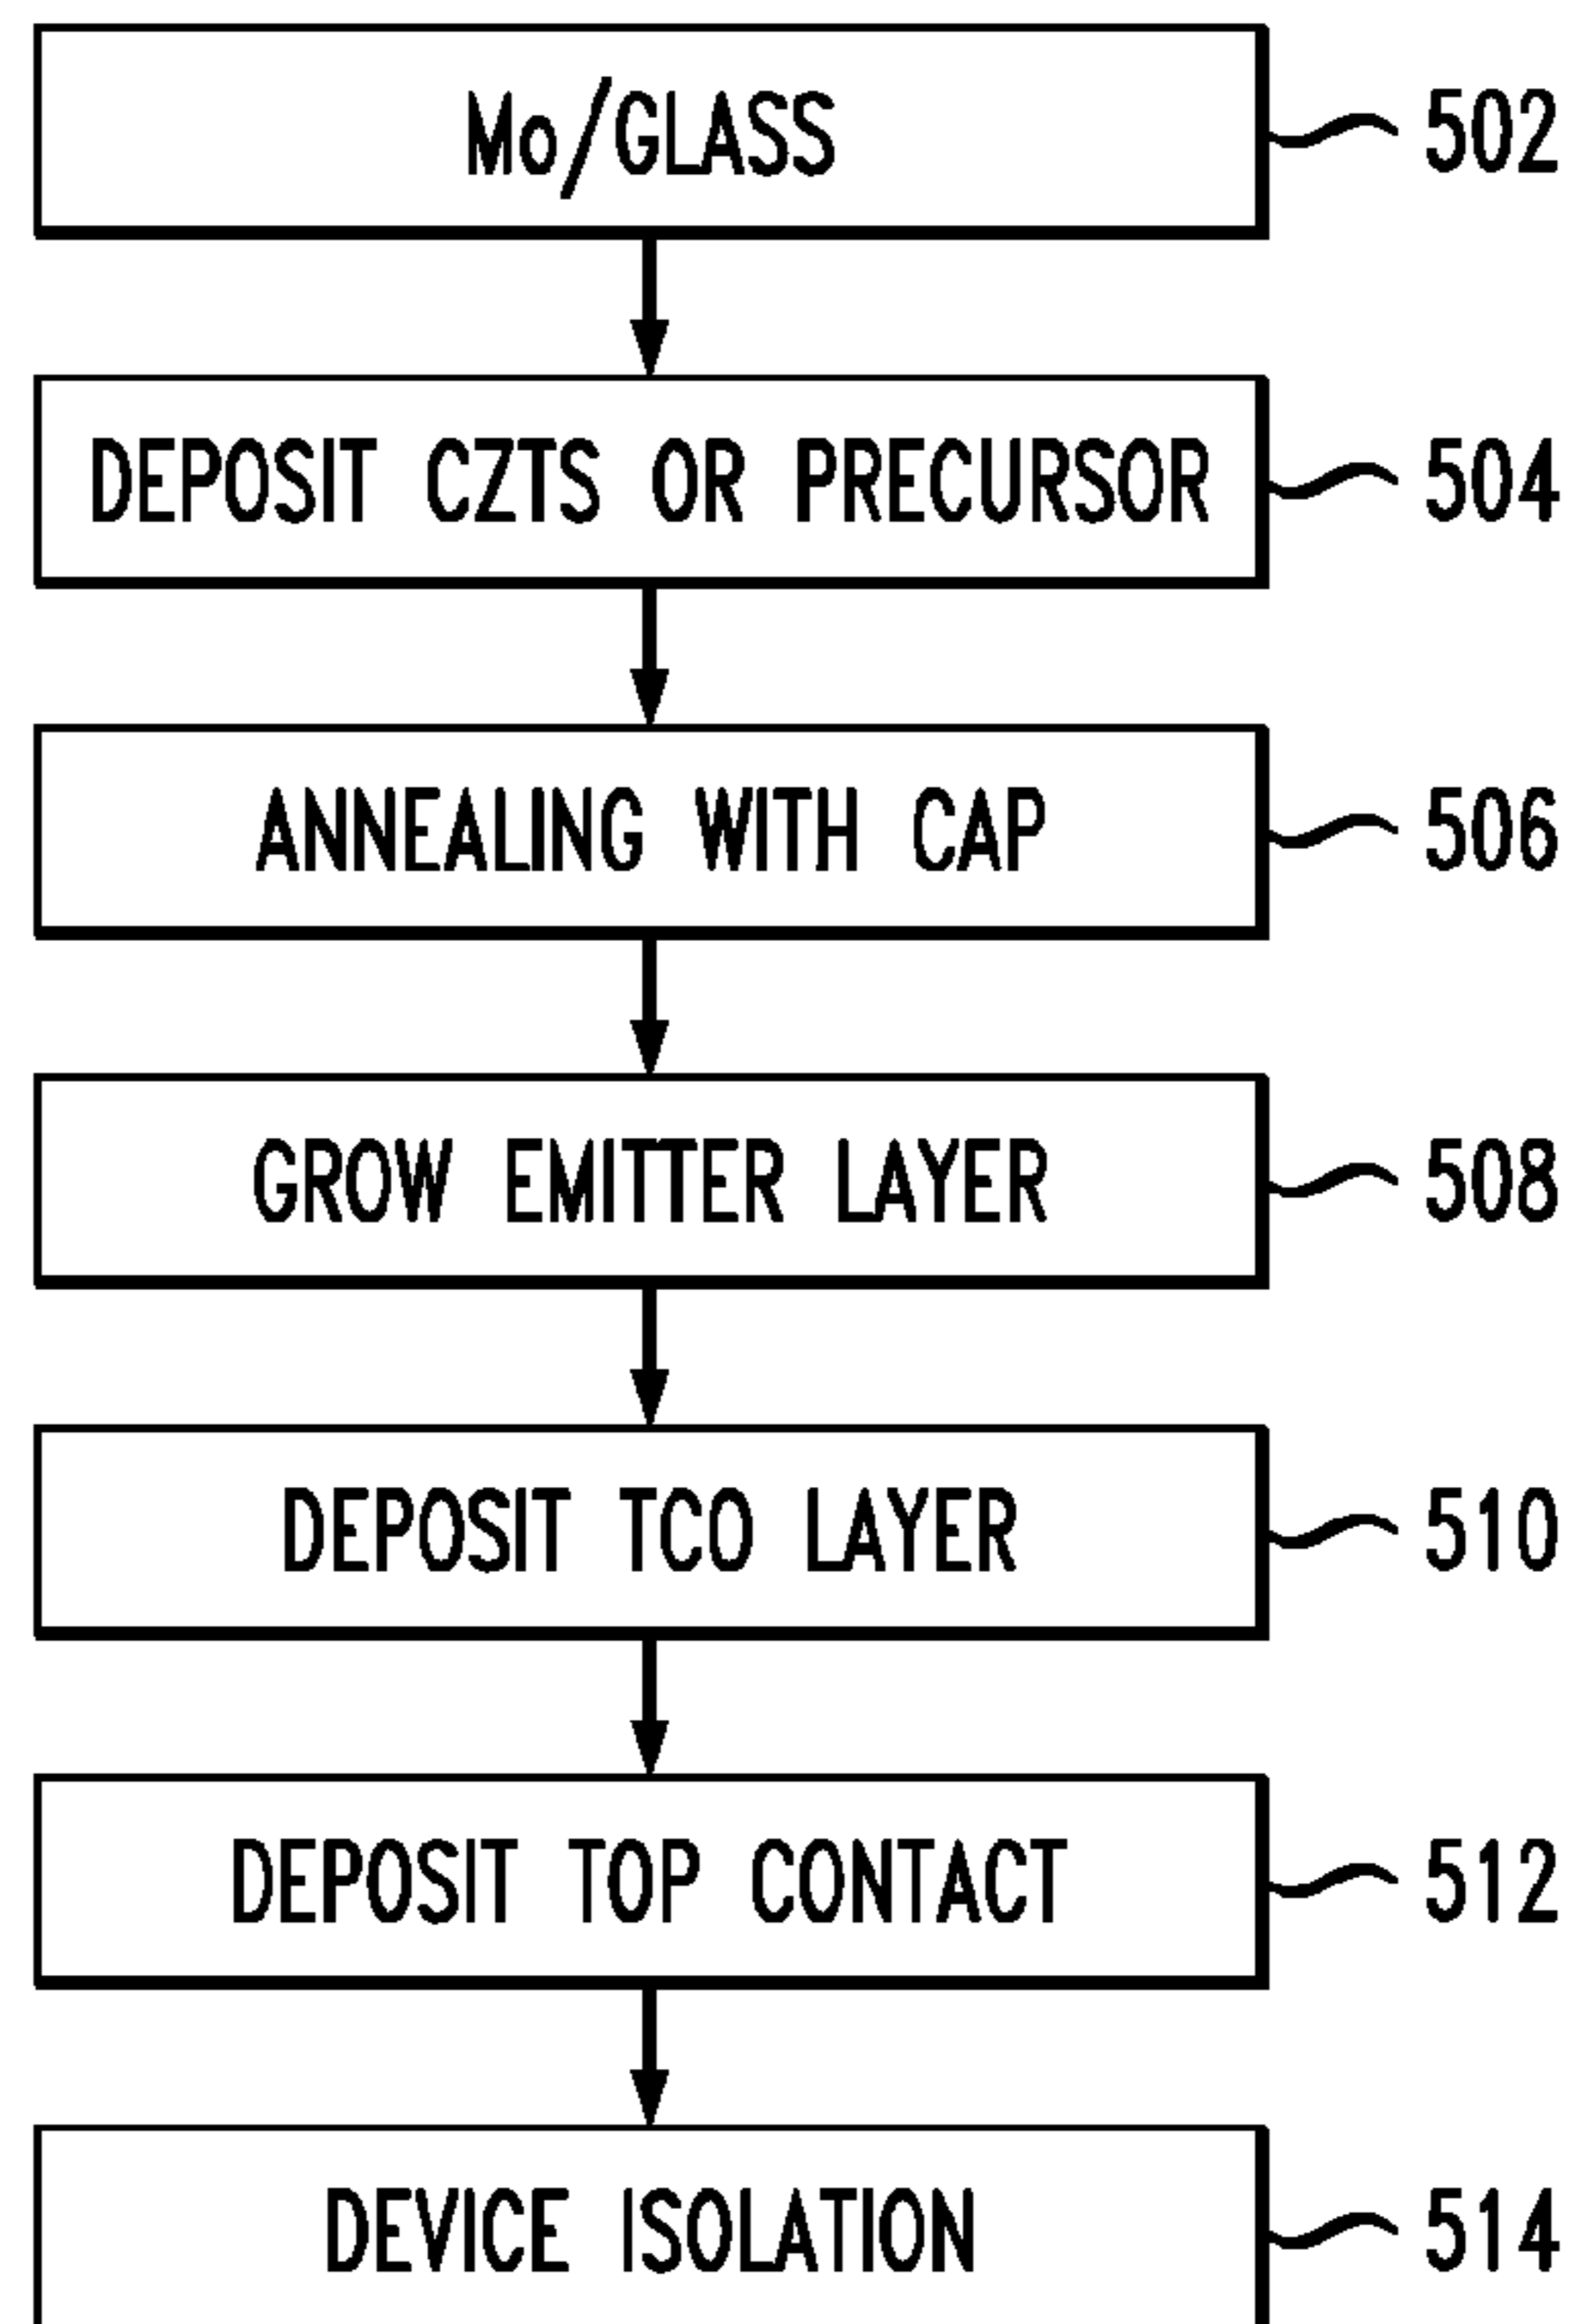 Mo/GLASS 502
DEPOSIT CZTS OR PRECURSOR 504
ANNEALING WITH CAP 506
GROW EMITTER LAYER 508
DEPOSIT TCO LAYER 510
DEPOSIT TOP CONTACT 512
DEVICE ISOLATION 514